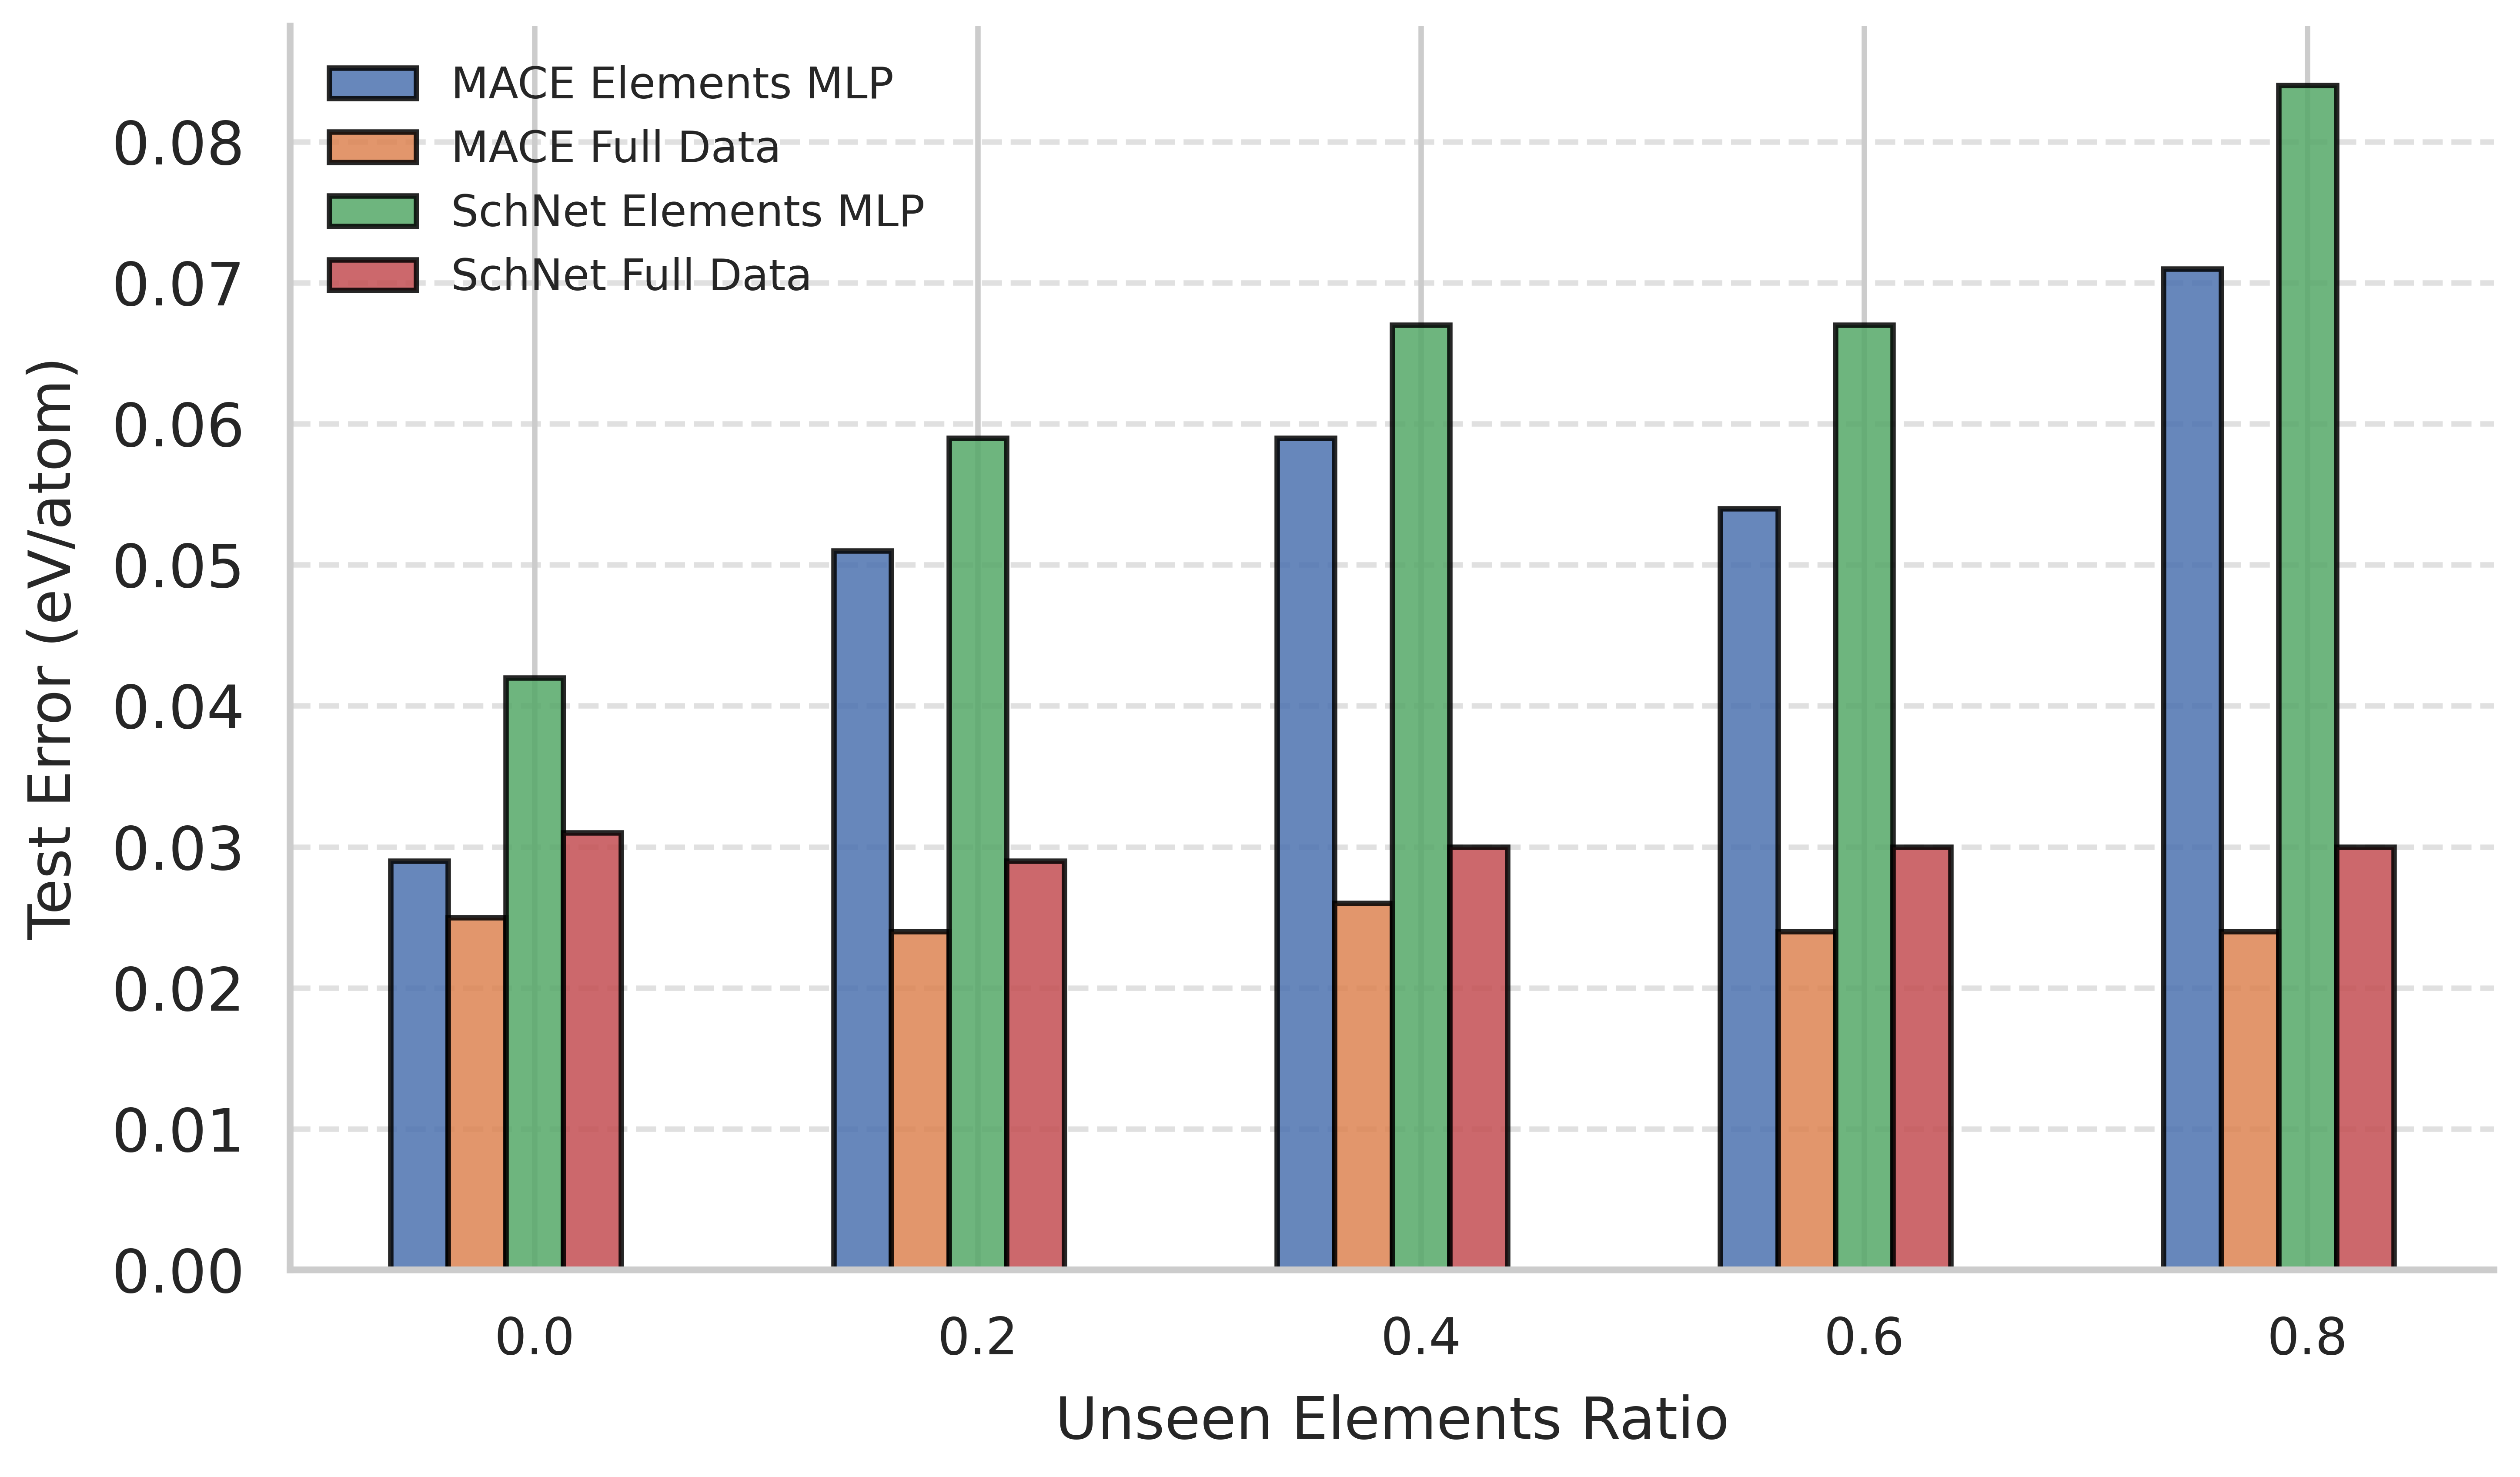 MACE Elements MLP
MACE Full Data
SchNet Elements MLP
SchNet Full Data
Test Error (eV/atom)
0.08
0.07
0.06
0.05
0.04
0.03
0.02
0.01
0.00
0.0 0.2 0.4 0.6 0.8
Unseen Elements Ratio